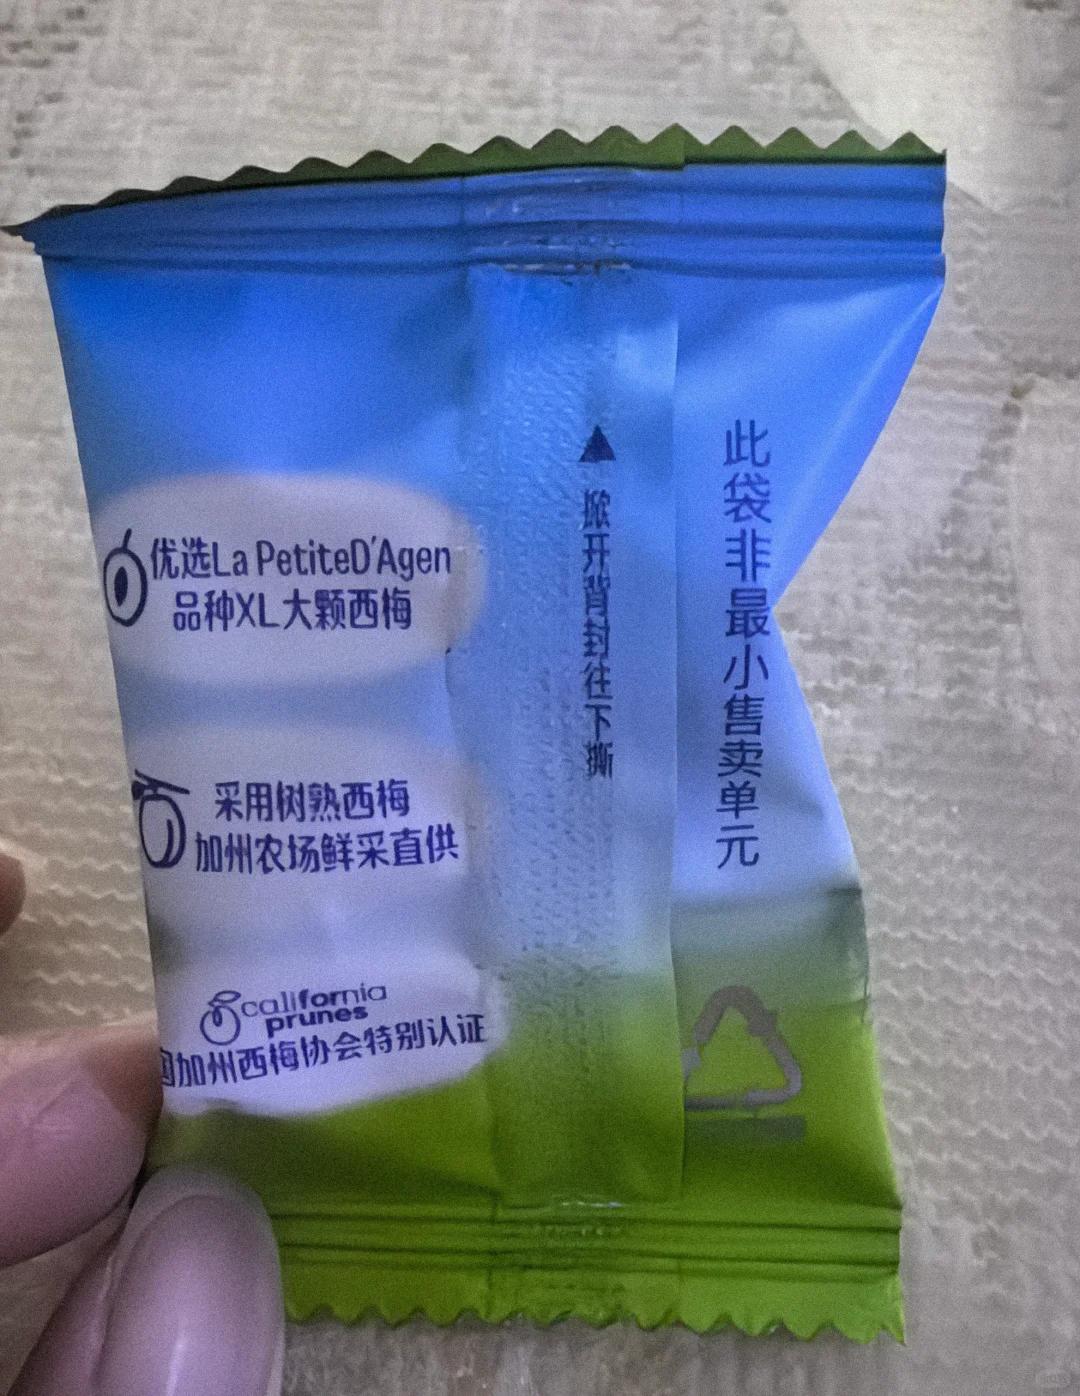 优选La PetiteD'Agen
品种XL大颗西梅
采用树熟西梅
加州农场鲜采直供
california
prunes
国加州西梅协会特别认证
▲掀开背封往下撕
此袋非最小售卖单元